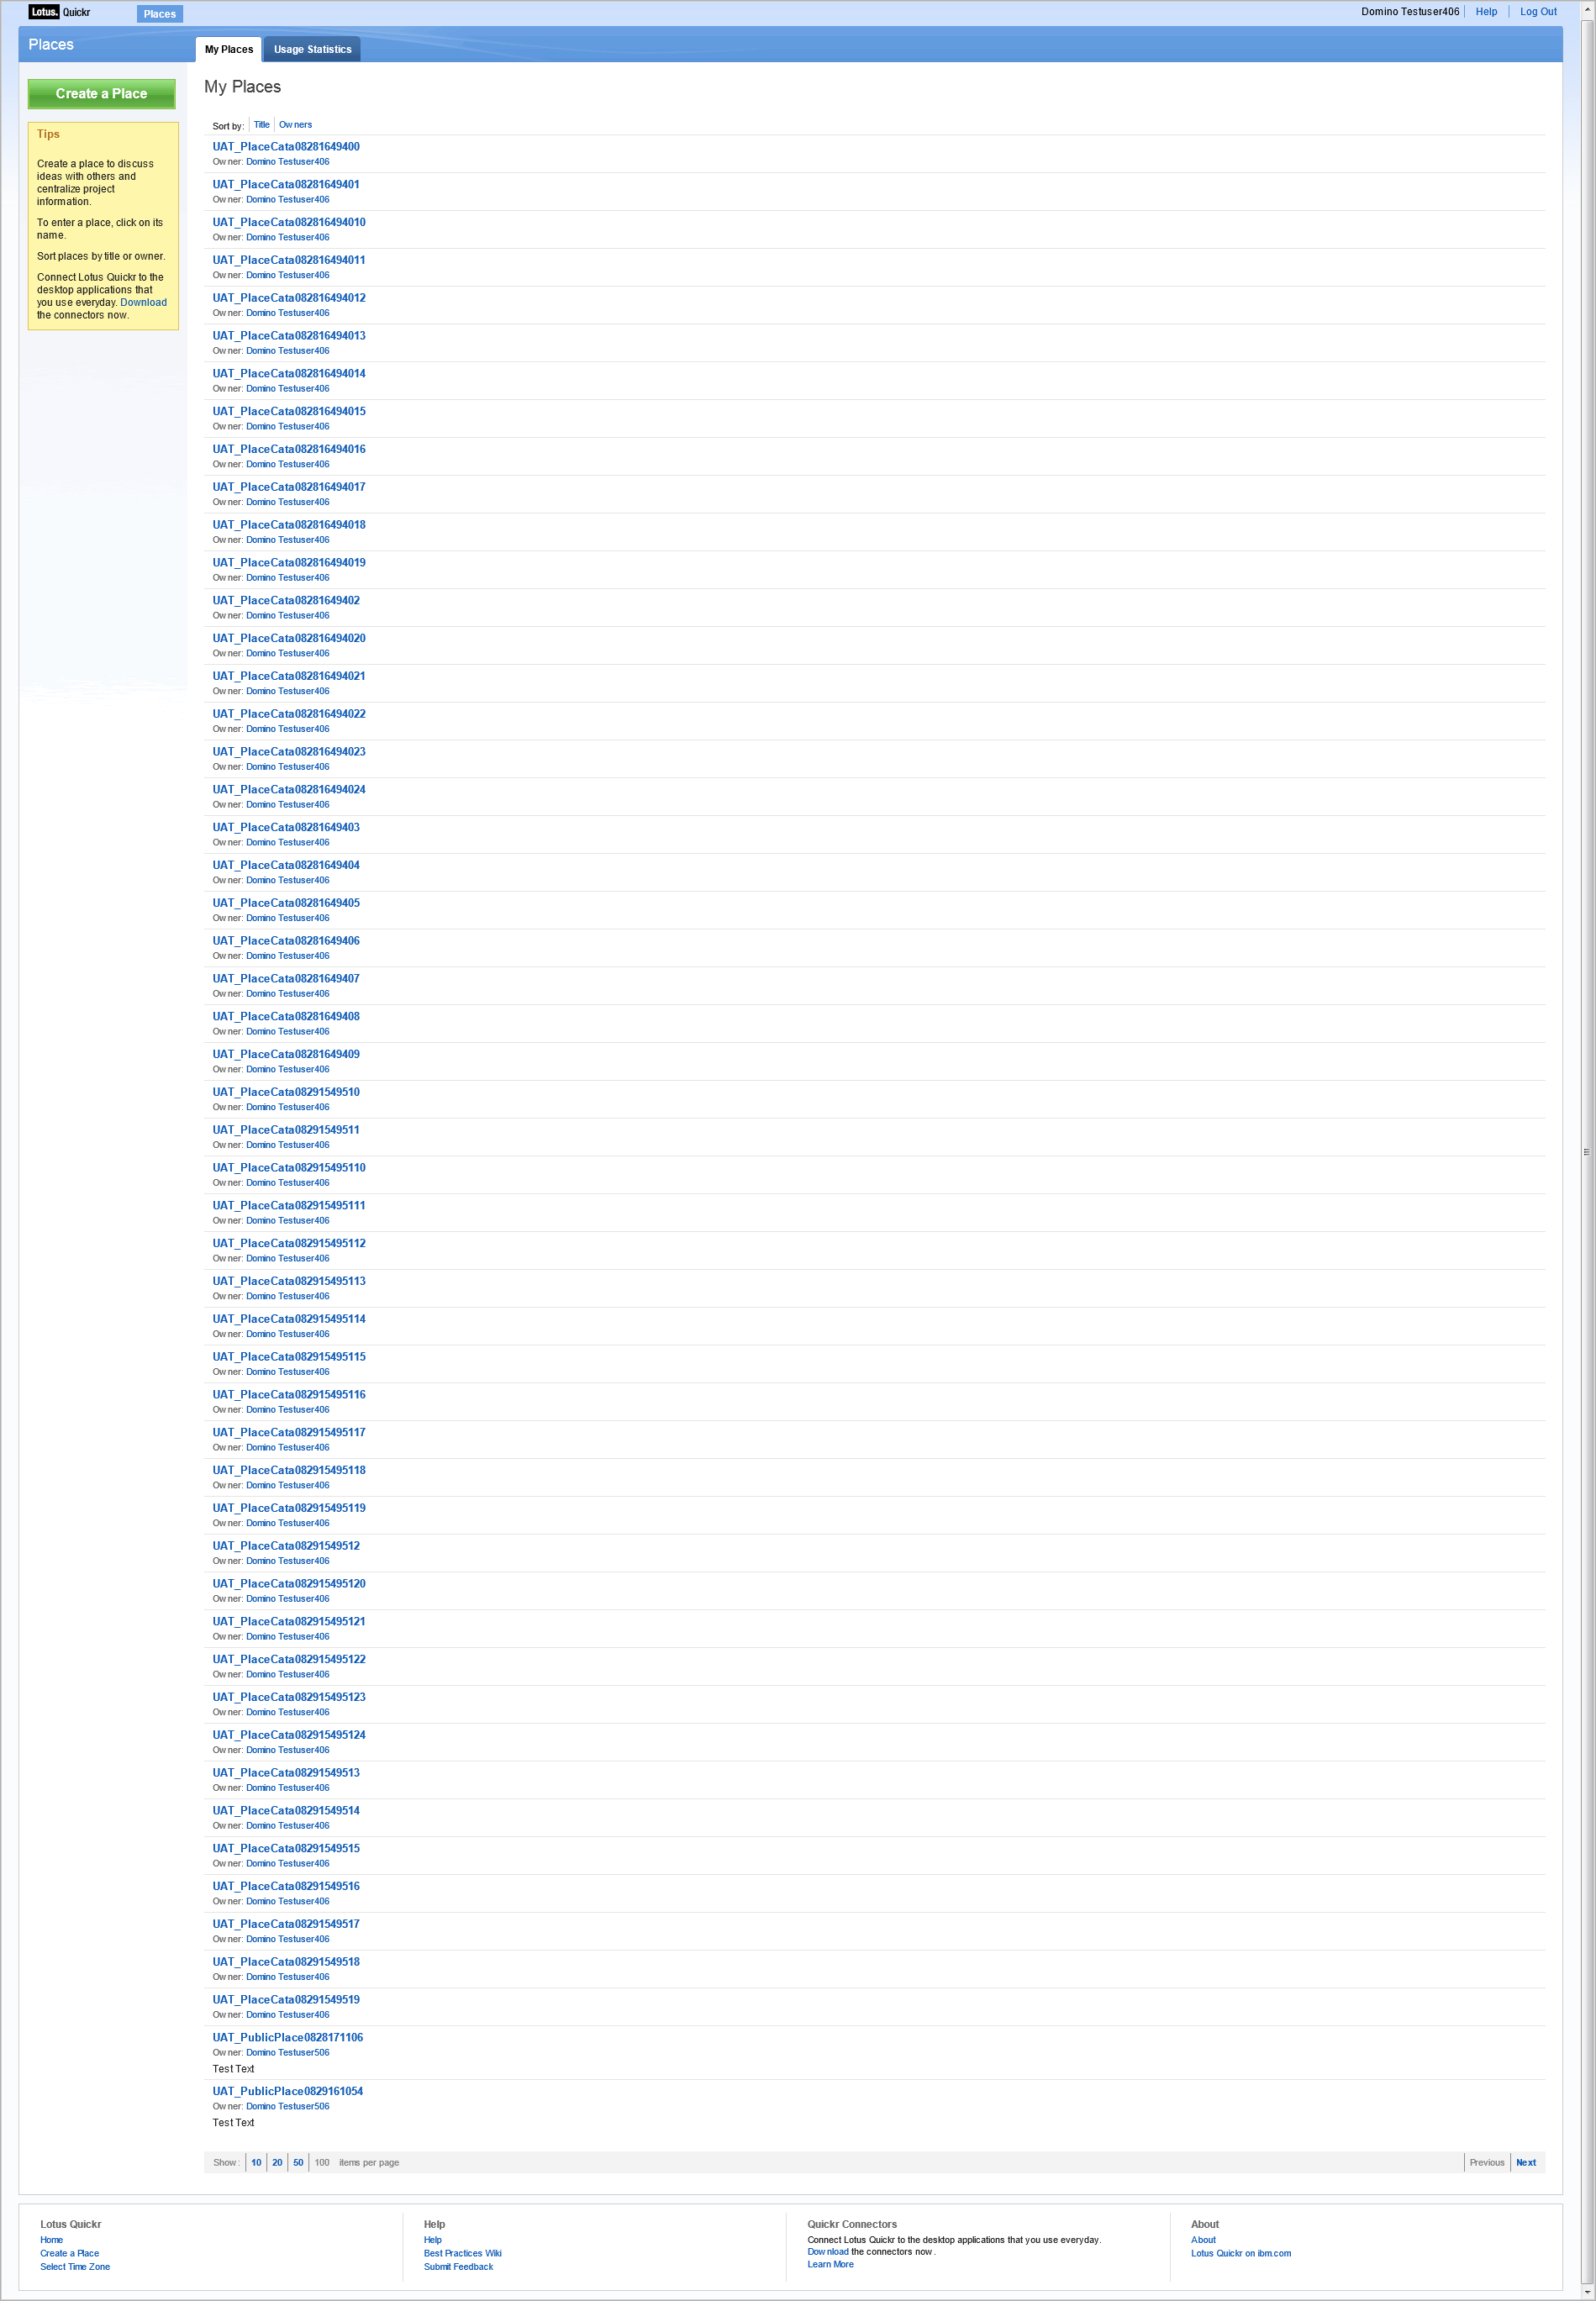 Lotus. Quickr Places Domino Testuser406 Help Log Out
Places My Places Usage Statistics
Create a Place
Tips
Create a place to discuss
ideas with others and
centralize project
information.
To enter a place, click on its
name.
Sort places by title or owner.
Connect Lotus Quickr to the
desktop applications that
you use everyday. Download
the connectors now.
My Places
Sort by: Title Owners
UAT_PlaceCata08281649400
Owner: Domino Testuser406
UAT_PlaceCata08281649401
Owner: Domino Testuser406
UAT_PlaceCata082816494010
Owner: Domino Testuser406
UAT_PlaceCata082816494011
Owner: Domino Testuser406
UAT_PlaceCata082816494012
Owner: Domino Testuser406
UAT_PlaceCata082816494013
Owner: Domino Testuser406
UAT_PlaceCata082816494014
Owner: Domino Testuser406
UAT_PlaceCata082816494015
Owner: Domino Testuser406
UAT_PlaceCata082816494016
Owner: Domino Testuser406
UAT_PlaceCata082816494017
Owner: Domino Testuser406
UAT_PlaceCata082816494018
Owner: Domino Testuser406
UAT_PlaceCata082816494019
Owner: Domino Testuser406
UAT_PlaceCata08281649402
Owner: Domino Testuser406
UAT_PlaceCata082816494020
Owner: Domino Testuser406
UAT_PlaceCata082816494021
Owner: Domino Testuser406
UAT_PlaceCata082816494022
Owner: Domino Testuser406
UAT_PlaceCata082816494023
Owner: Domino Testuser406
UAT_PlaceCata082816494024
Owner: Domino Testuser406
UAT_PlaceCata08281649403
Owner: Domino Testuser406
UAT_PlaceCata08281649404
Owner: Domino Testuser406
UAT_PlaceCata08281649405
Owner: Domino Testuser406
UAT_PlaceCata08281649406
Owner: Domino Testuser406
UAT_PlaceCata08281649407
Owner: Domino Testuser406
UAT_PlaceCata08281649408
Owner: Domino Testuser406
UAT_PlaceCata08281649409
Owner: Domino Testuser406
UAT_PlaceCata08291549510
Owner: Domino Testuser406
UAT_PlaceCata08291549511
Owner: Domino Testuser406
UAT_PlaceCata082915495110
Owner: Domino Testuser406
UAT_PlaceCata082915495111
Owner: Domino Testuser406
UAT_PlaceCata082915495112
Owner: Domino Testuser406
UAT_PlaceCata082915495113
Owner: Domino Testuser406
UAT_PlaceCata082915495114
Owner: Domino Testuser406
UAT_PlaceCata082915495115
Owner: Domino Testuser406
UAT_PlaceCata082915495116
Owner: Domino Testuser406
UAT_PlaceCata082915495117
Owner: Domino Testuser406
UAT_PlaceCata082915495118
Owner: Domino Testuser406
UAT_PlaceCata082915495119
Owner: Domino Testuser406
UAT_PlaceCata08291549512
Owner: Domino Testuser406
UAT_PlaceCata082915495120
Owner: Domino Testuser406
UAT_PlaceCata082915495121
Owner: Domino Testuser406
UAT_PlaceCata082915495122
Owner: Domino Testuser406
UAT_PlaceCata082915495123
Owner: Domino Testuser406
UAT_PlaceCata082915495124
Owner: Domino Testuser406
UAT_PlaceCata08291549513
Owner: Domino Testuser406
UAT_PlaceCata08291549514
Owner: Domino Testuser406
UAT_PlaceCata08291549515
Owner: Domino Testuser406
UAT_PlaceCata08291549516
Owner: Domino Testuser406
UAT_PlaceCata08291549517
Owner: Domino Testuser406
UAT_PlaceCata08291549518
Owner: Domino Testuser406
UAT_PlaceCata08291549519
Owner: Domino Testuser406
UAT_PublicPlace0828171106
Owner: Domino Testuser506
Test Text
UAT_PublicPlace0829161054
Owner: Domino Testuser506
Test Text
Show: 10 20 50 100 items per page Previous Next
Lotus Quickr
Home
Create a Place
Select Time Zone
Help
Help
Best Practices Wiki
Submit Feedback
Quickr Connectors
Connect Lotus Quickr to the desktop applications that you use everyday.
Download the connectors now.
Learn More
About
About
Lotus Quickr on ibm.com